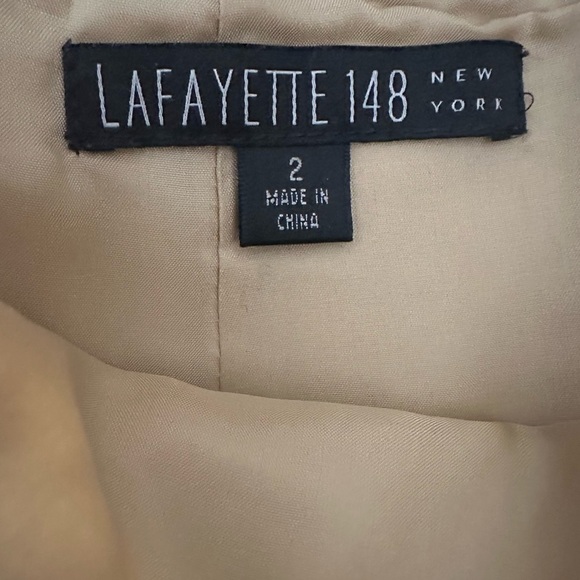 LAFAYETTE 148 NEW YORK
2
MADE IN
CHINA